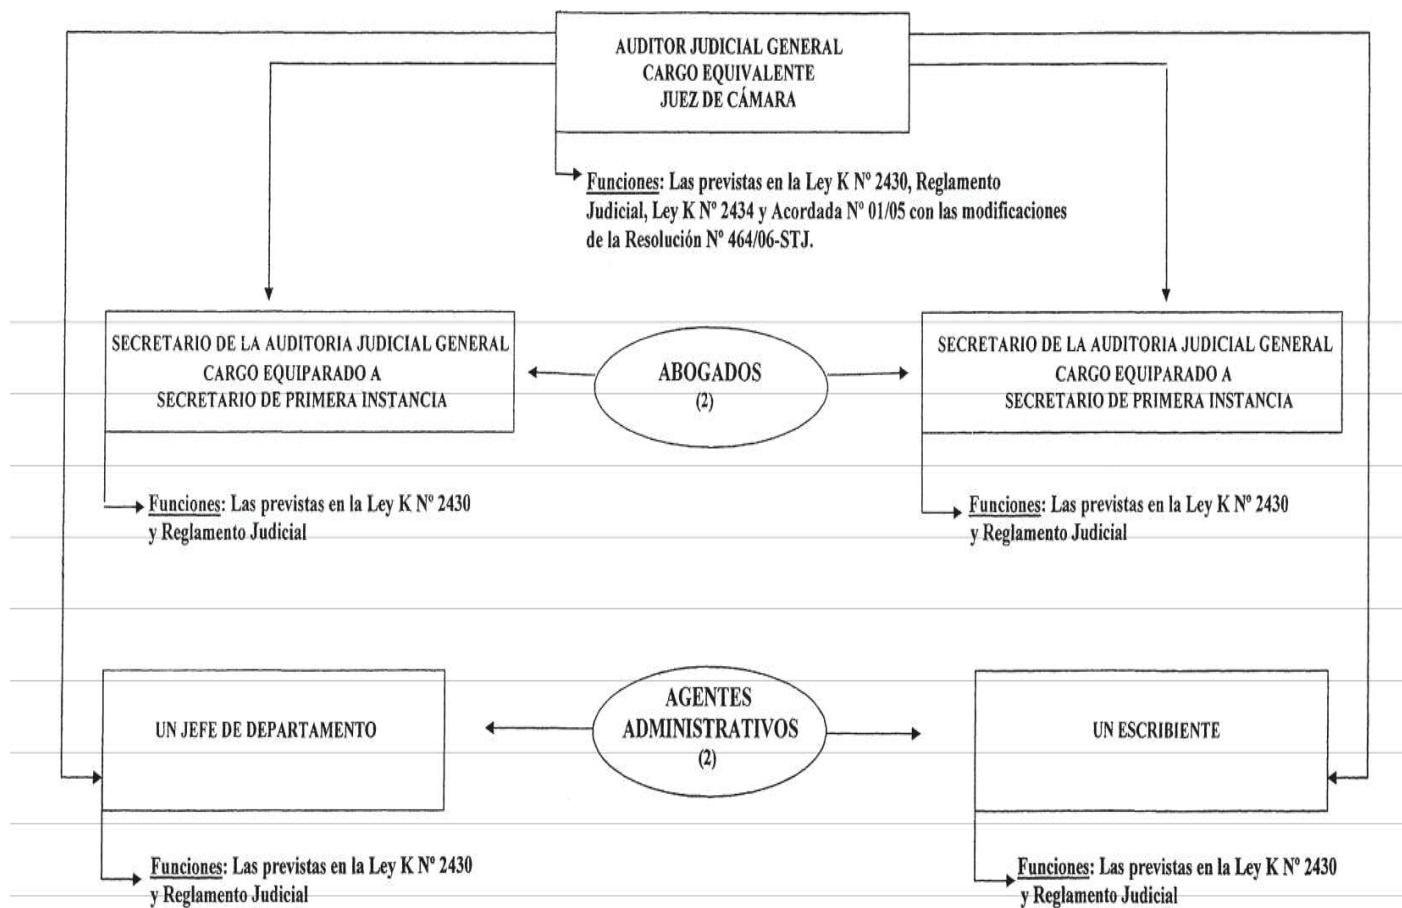 AUDITOR JUDICIAL GENERAL
CARGO EQUIVALENTE
JUEZ DE CÁMARA
Funciones: Las previstas en la Ley K Nº 2430, Reglamento
Judicial, Ley K Nº 2434 y Acordada Nº 01/05 con las modificaciones
de la Resolución Nº 464/06-STJ.
SECRETARIO DE LA AUDITORIA JUDICIAL GENERAL
CARGO EQUIPARADO A
SECRETARIO DE PRIMERA INSTANCIA
ABOGADOS
(2)
SECRETARIO DE LA AUDITORIA JUDICIAL GENERAL
CARGO EQUIPARADO A
SECRETARIO DE PRIMERA INSTANCIA
Funciones: Las previstas en la Ley K Nº 2430
y Reglamento Judicial
Funciones: Las previstas en la Ley K Nº 2430
y Reglamento Judicial
UN JEFE DE DEPARTAMENTO
AGENTES
ADMINISTRATIVOS
(2)
UN ESCRIBIENTE
Funciones: Las previstas en la Ley K Nº 2430
y Reglamento Judicial
Funciones: Las previstas en la Ley K Nº 2430
y Reglamento Judicial